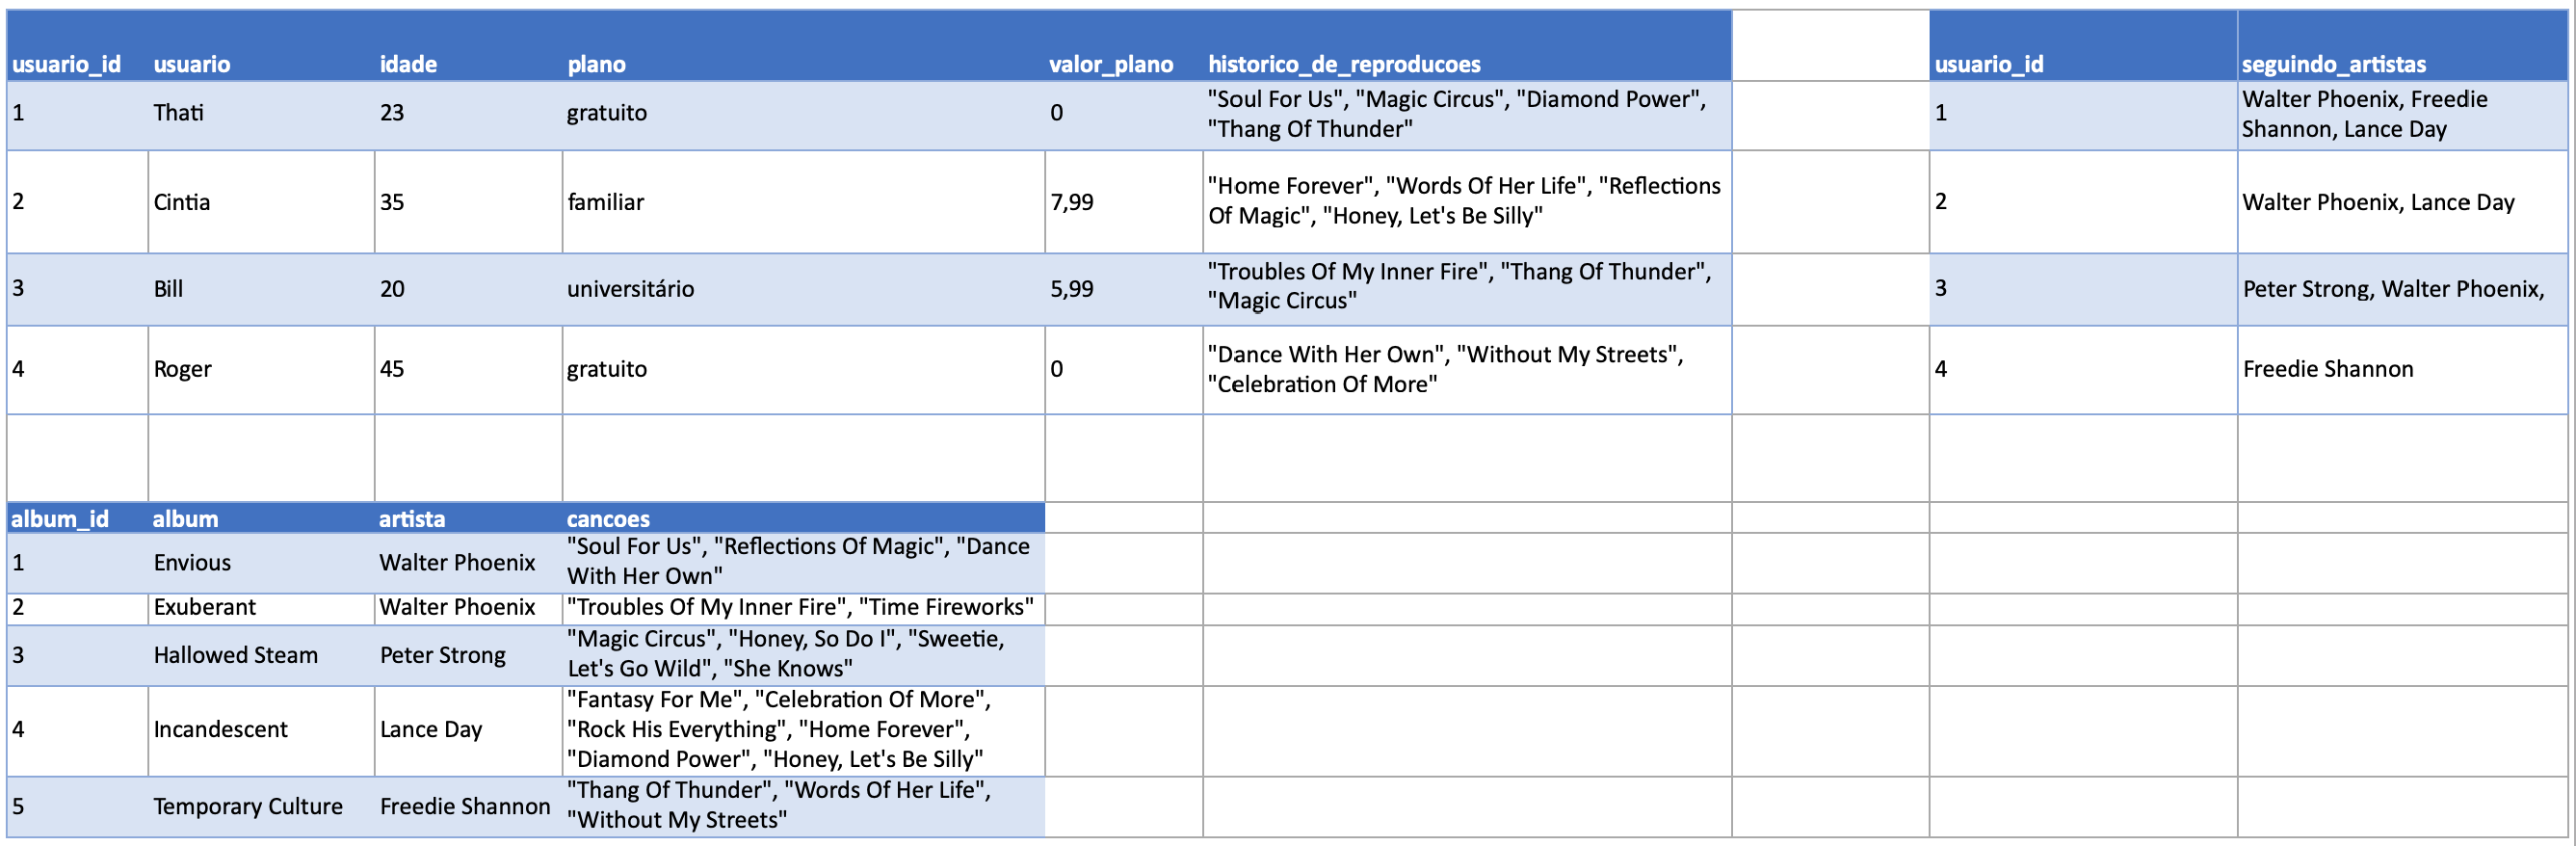 usuario_id usuario idade plano valor_plano historico_de_reproducoes usuario_id seguindo_artistas
1 Thati 23 gratuito 0 "Soul For Us", "Magic Circus", "Diamond Power",
"Thang Of Thunder" 1 Walter Phoenix, Freedie
Shannon, Lance Day
2 Cintia 35 familiar 7,99 "Home Forever", "Words Of Her Life", "Reflections
Of Magic", "Honey, Let's Be Silly" 2 Walter Phoenix, Lance Day
3 Bill 20 universitário 5,99 "Troubles Of My Inner Fire", "Thang Of Thunder",
"Magic Circus" 3 Peter Strong, Walter Phoenix,
4 Roger 45 gratuito 0 "Dance With Her Own", "Without My Streets",
"Celebration Of More" 4 Freedie Shannon
album_id album artista cancoes
1 Envious Walter Phoenix "Soul For Us", "Reflections Of Magic", "Dance
With Her Own"
2 Exuberant Walter Phoenix "Troubles Of My Inner Fire", "Time Fireworks"
3 Hallowed Steam Peter Strong "Magic Circus", "Honey, So Do I", "Sweetie,
Let's Go Wild", "She Knows"
4 Incandescent Lance Day "Fantasy For Me", "Celebration Of More",
"Rock His Everything", "Home Forever",
"Diamond Power", "Honey, Let's Be Silly"
5 Temporary Culture Freedie Shannon "Thang Of Thunder", "Words Of Her Life",
"Without My Streets"